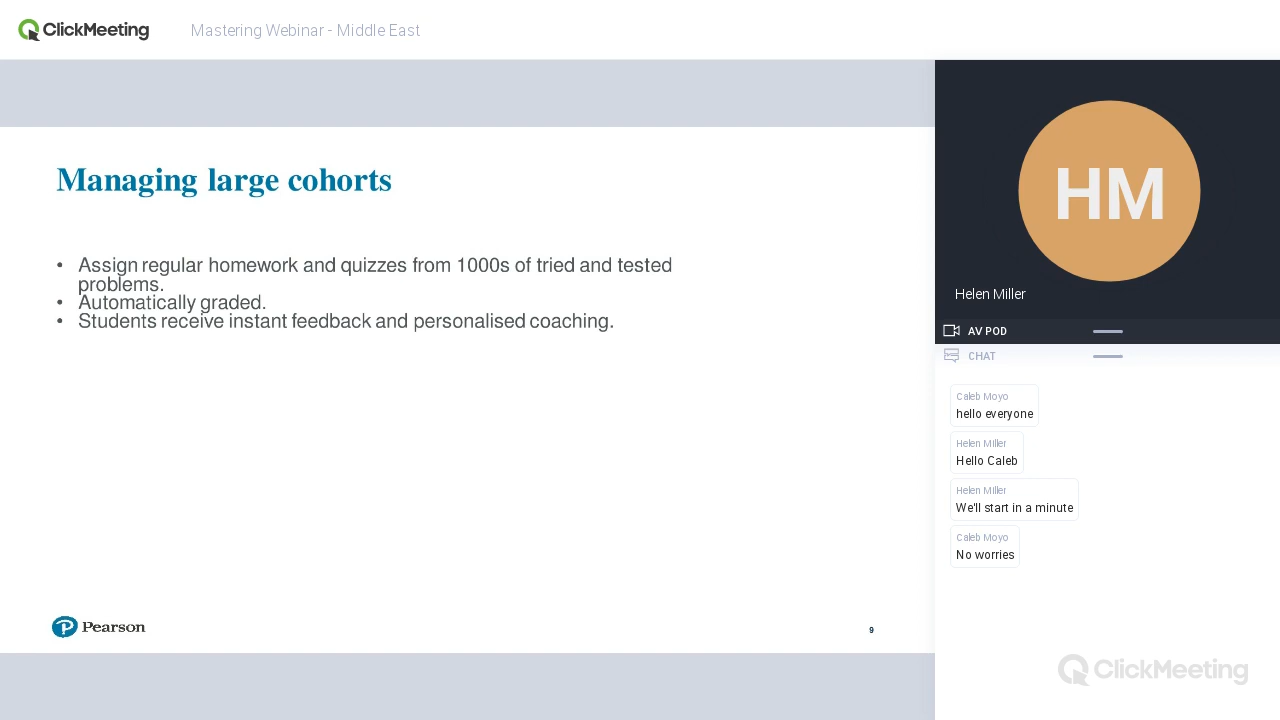 ClickMeeting
Mastering Webinar - Middle East
Managing large cohorts
• Assign regular homework and quizzes from 1000s of tried and tested
problems.
• Automatically graded.
• Students receive instant feedback and personalised coaching.
Pearson
9
HM
Helen Miller
AV POD
CHAT
Caleb Moyo
hello everyone
Helen Miller
Hello Caleb
Helen Miller
We'll start in a minute
Caleb Moyo
No worries
ClickMeeting